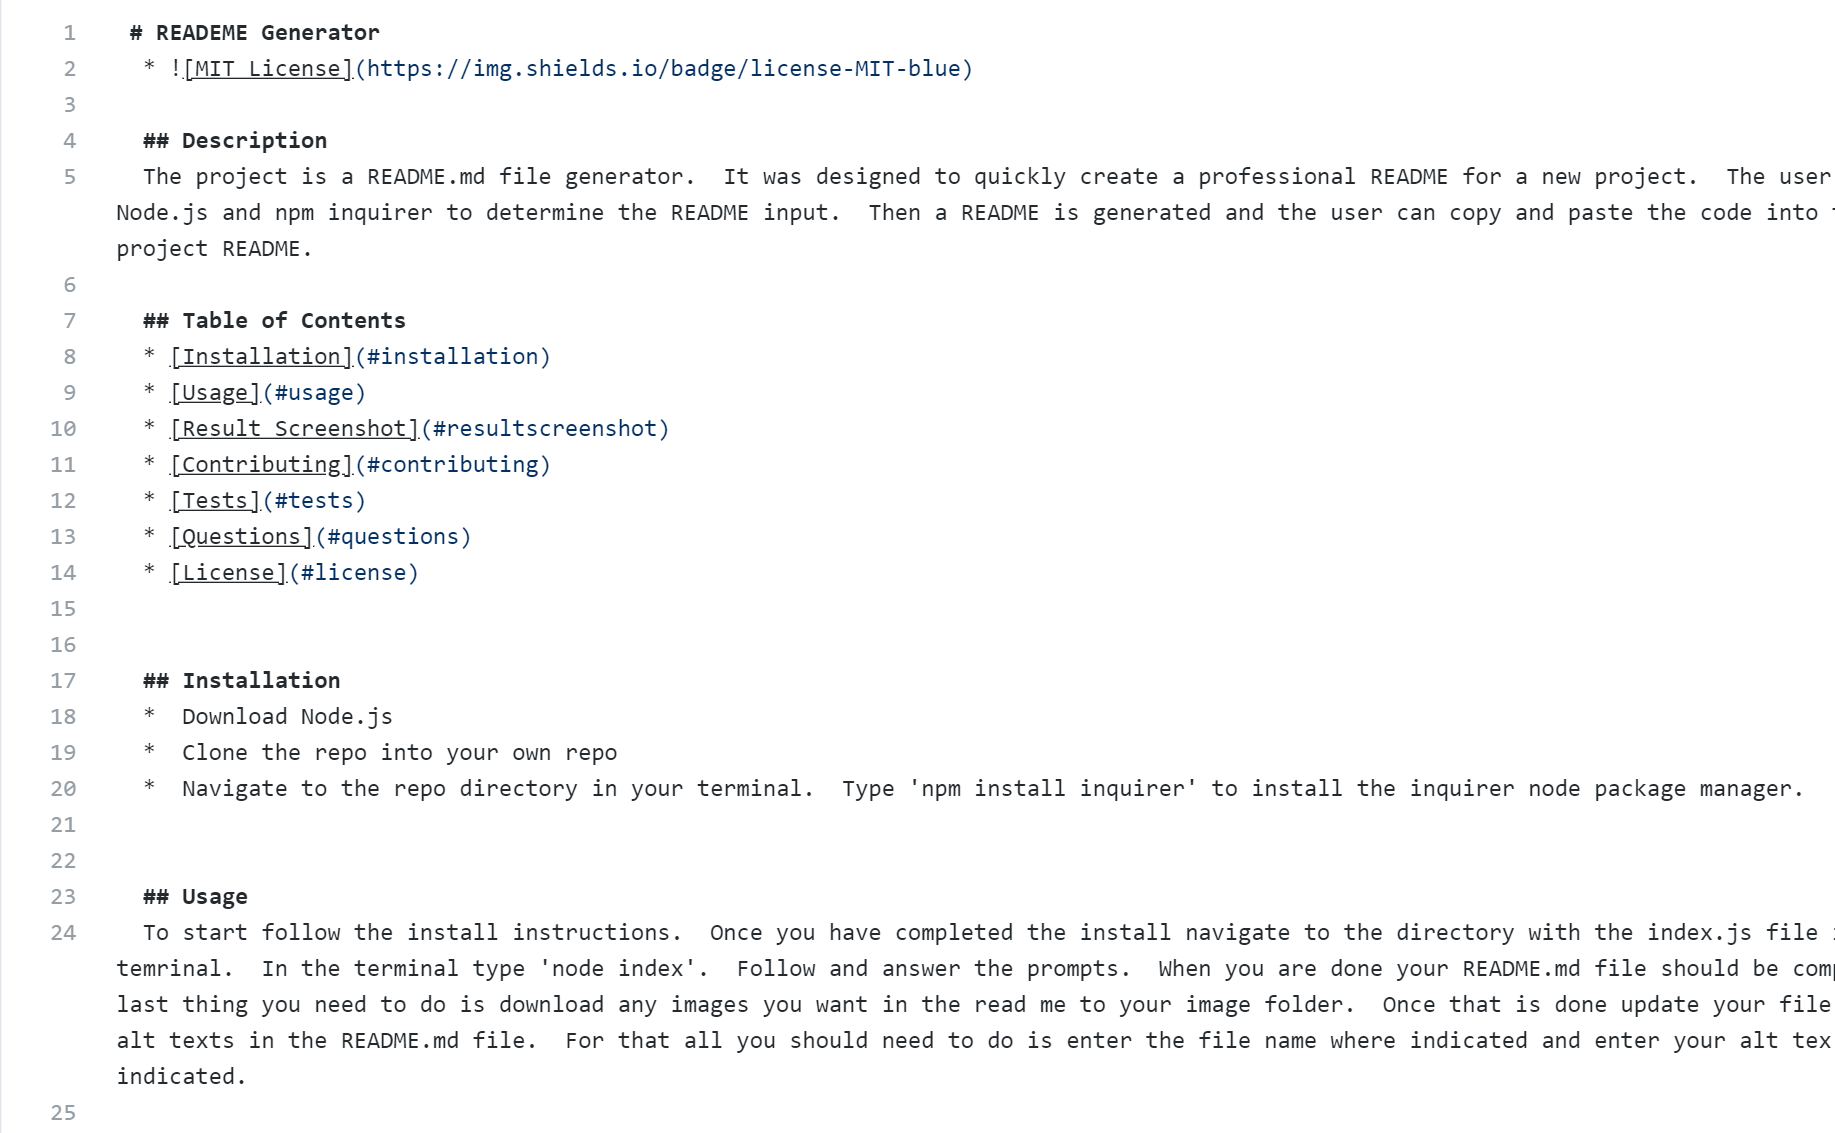 1 # READEME Generator
2 * ![MIT License](https://img.shields.io/badge/license-MIT-blue)
3
4 ## Description
5 The project is a README.md file generator.  It was designed to quickly create a professional README for a new project.  The user
Node.js and npm inquirer to determine the README input.  Then a README is generated and the user can copy and paste the code into
project README.
6
7 ## Table of Contents
8 * [Installation](#installation)
9 * [Usage](#usage)
10 * [Result Screenshot](#resultscreenshot)
11 * [Contributing](#contributing)
12 * [Tests](#tests)
13 * [Questions](#questions)
14 * [License](#license)
15
16
17 ## Installation
18 *  Download Node.js
19 *  Clone the repo into your own repo
20 *  Navigate to the repo directory in your terminal.  Type 'npm install inquirer' to install the inquirer node package manager.
21
22
23 ## Usage
24 To start follow the install instructions.  Once you have completed the install navigate to the directory with the index.js file
temrinal.  In the terminal type 'node index'.  Follow and answer the prompts.  When you are done your README.md file should be
last thing you need to do is download any images you want in the read me to your image folder.  Once that is done update your file
alt texts in the README.md file.  For that all you should need to do is enter the file name where indicated and enter your alt tex
indicated.
25